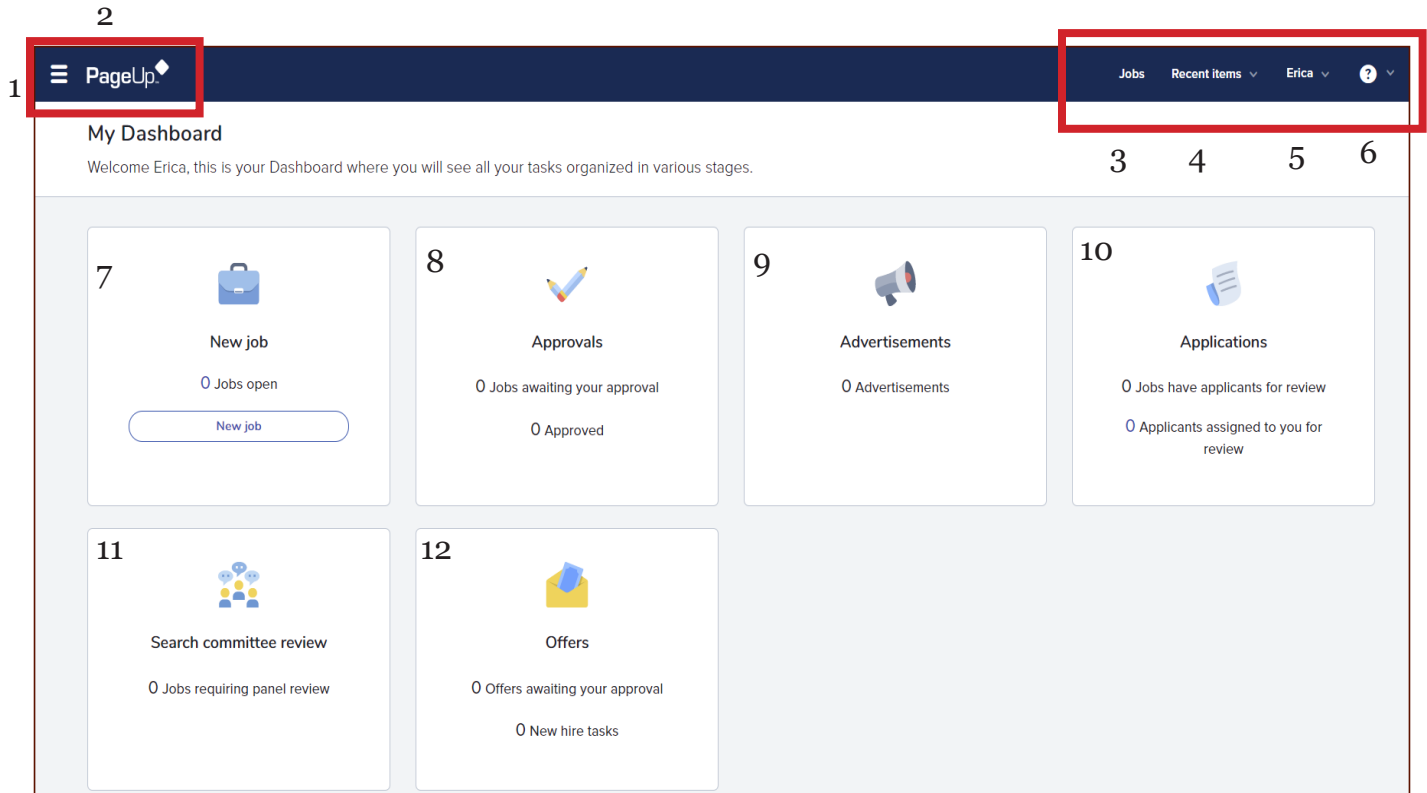 2
1
PageUp
Jobs Recent items Erica ?
My Dashboard
Welcome Erica, this is your Dashboard where you will see all your tasks organized in various stages.
3 4 5 6
7 8 9 10
New job Approvals Advertisements Applications
0 Jobs open
New job
0 Jobs awaiting your approval
0 Approved
0 Advertisements
0 Jobs have applicants for review
0 Applicants assigned to you for
review
11 12
Search committee review
0 Jobs requiring panel review
Offers
0 Offers awaiting your approval
0 New hire tasks